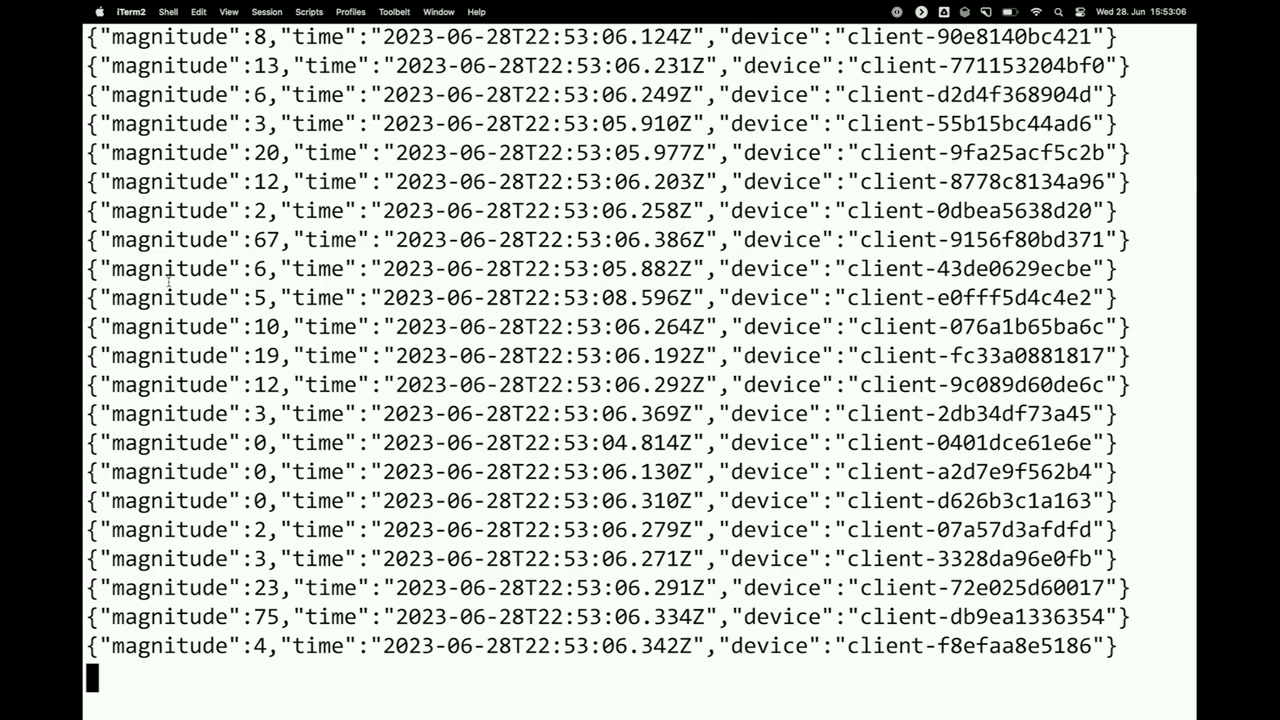 iTerm2 Shell Edit View Session Scripts Profiles Toolbelt Window Help Wed 28. Jun 15:53:06
{"magnitude":8,"time":"2023-06-28T22:53:06.124Z","device":"client-90e8140bc421"}
{"magnitude":13,"time":"2023-06-28T22:53:06.231Z","device":"client-771153204bf0"}
{"magnitude":6,"time":"2023-06-28T22:53:06.249Z","device":"client-d2d4f368904d"}
{"magnitude":3,"time":"2023-06-28T22:53:05.910Z","device":"client-55b15bc44ad6"}
{"magnitude":20,"time":"2023-06-28T22:53:05.977Z","device":"client-9fa25acf5c2b"}
{"magnitude":12,"time":"2023-06-28T22:53:06.203Z","device":"client-8778c8134a96"}
{"magnitude":2,"time":"2023-06-28T22:53:06.258Z","device":"client-0dbea5638d20"}
{"magnitude":67,"time":"2023-06-28T22:53:06.386Z","device":"client-9156f80bd371"}
{"magnitude":6,"time":"2023-06-28T22:53:05.882Z","device":"client-43de0629ecbe"}
{"magnitude":5,"time":"2023-06-28T22:53:08.596Z","device":"client-e0fff5d4c4e2"}
{"magnitude":10,"time":"2023-06-28T22:53:06.264Z","device":"client-076a1b65ba6c"}
{"magnitude":19,"time":"2023-06-28T22:53:06.192Z","device":"client-fc33a0881817"}
{"magnitude":12,"time":"2023-06-28T22:53:06.292Z","device":"client-9c089d60de6c"}
{"magnitude":3,"time":"2023-06-28T22:53:06.369Z","device":"client-2db34df73a45"}
{"magnitude":0,"time":"2023-06-28T22:53:04.814Z","device":"client-0401dce61e6e"}
{"magnitude":0,"time":"2023-06-28T22:53:06.130Z","device":"client-a2d7e9f562b4"}
{"magnitude":0,"time":"2023-06-28T22:53:06.310Z","device":"client-d626b3c1a163"}
{"magnitude":2,"time":"2023-06-28T22:53:06.279Z","device":"client-07a57d3afdfd"}
{"magnitude":3,"time":"2023-06-28T22:53:06.271Z","device":"client-3328da96e0fb"}
{"magnitude":23,"time":"2023-06-28T22:53:06.291Z","device":"client-72e025d60017"}
{"magnitude":75,"time":"2023-06-28T22:53:06.334Z","device":"client-db9ea1336354"}
{"magnitude":4,"time":"2023-06-28T22:53:06.342Z","device":"client-f8efaa8e5186"}